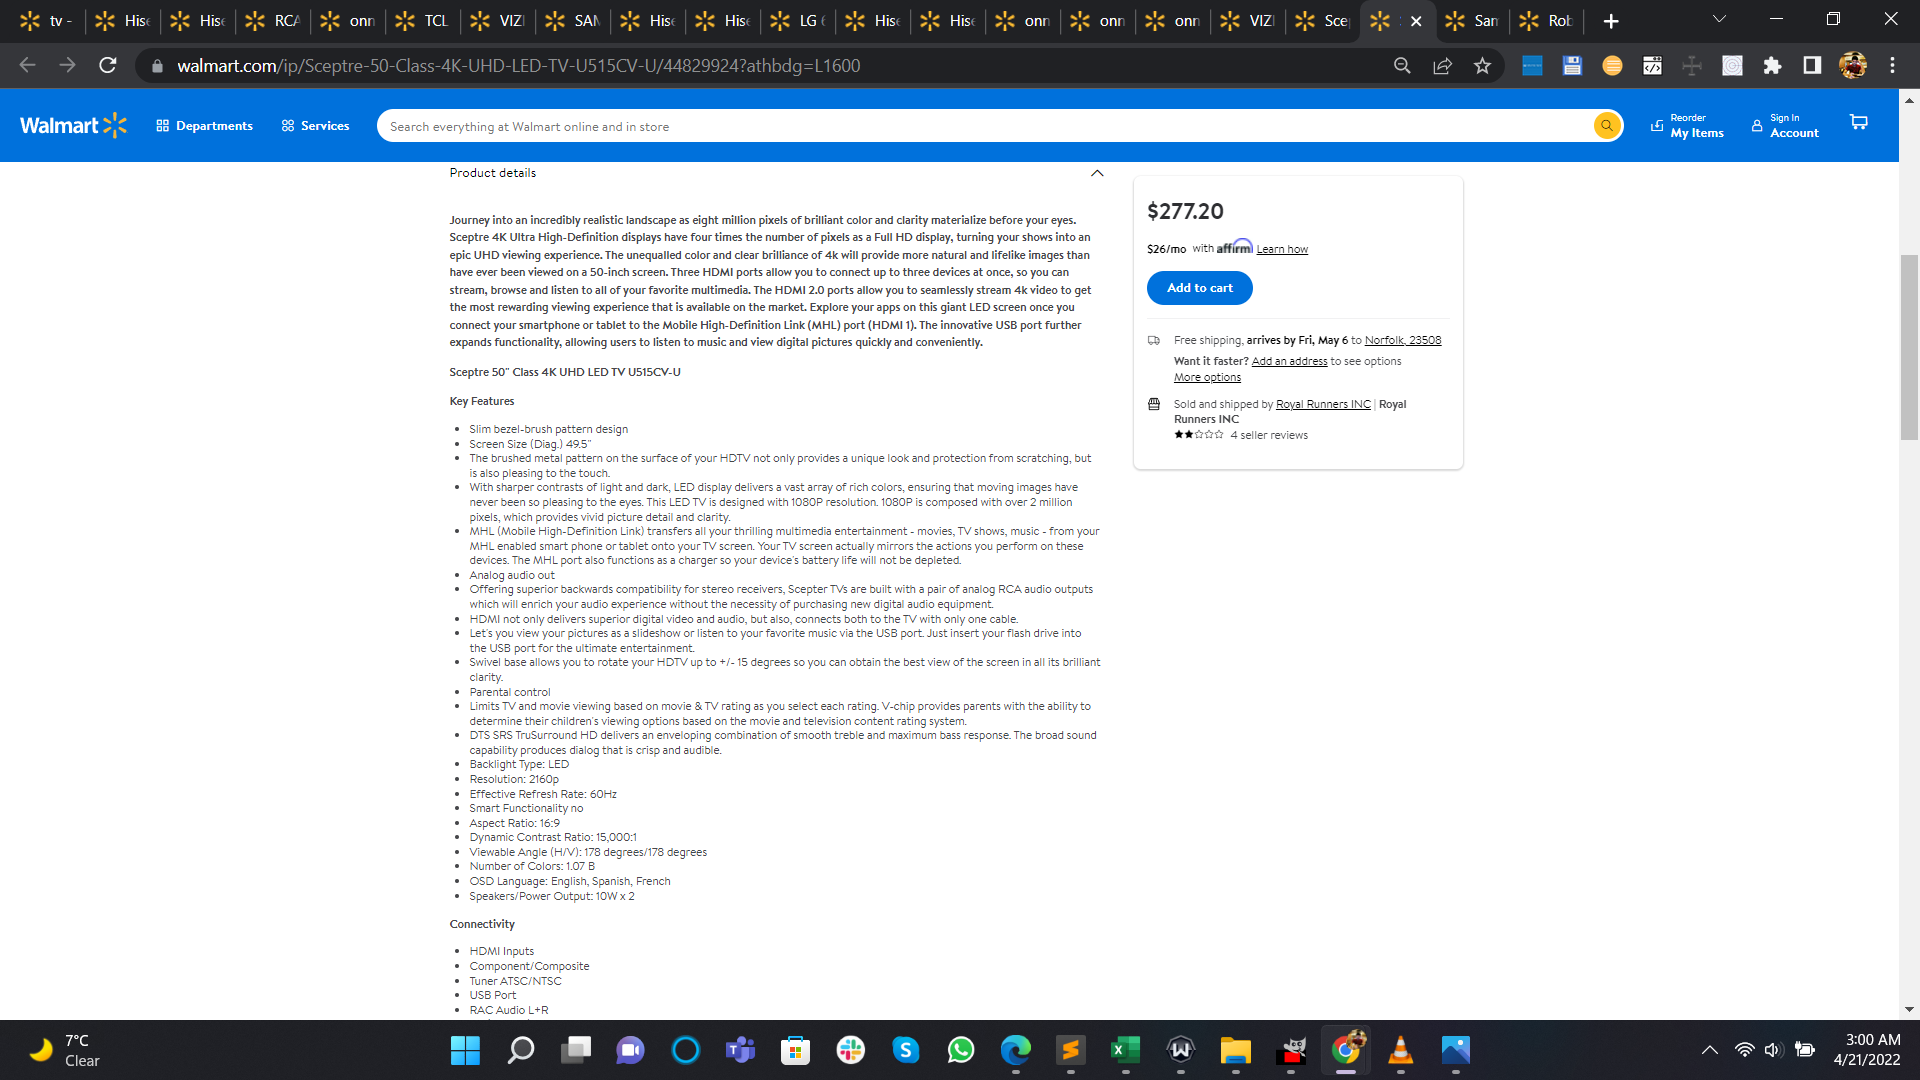 tv -
Hise
Hise
RCA
onn
TCL
VIZI
SAM
Hise
Hise
LG 6
Hise
Hise
onn
onn
onn
VIZI
Scep
Sam
Rob
walmart.com/ip/Sceptre-50-Class-4K-UHD-LED-TV-U515CV-U/44829924?athbdg=L1600
Walmart
Departments
Services
Search everything at Walmart online and in store
Reorder
My Items
Sign In
Account
Product details
Journey into an incredibly realistic landscape as eight million pixels of brilliant color and clarity materialize before your eyes.
Sceptre 4K Ultra High-Definition displays have four times the number of pixels as a Full HD display, turning your shows into an
epic UHD viewing experience. The unequalled color and clear brilliance of 4k will provide more natural and lifelike images than
have ever been viewed on a 50-inch screen. Three HDMI ports allow you to connect up to three devices at once, so you can
stream, browse and listen to all of your favorite multimedia. The HDMI 2.0 ports allow you to seamlessly stream 4k video to get
the most rewarding viewing experience that is available on the market. Explore your apps on this giant LED screen once you
connect your smartphone or tablet to the Mobile High-Definition Link (MHL) port (HDMI 1). The innovative USB port further
expands functionality, allowing users to listen to music and view digital pictures quickly and conveniently.
Sceptre 50" Class 4K UHD LED TV U515CV-U
Key Features
• Slim bezel-brush pattern design
• Screen Size (Diag.) 49.5"
• The brushed metal pattern on the surface of your HDTV not only provides a unique look and protection from scratching, but
is also pleasing to the touch.
• With sharper contrasts of light and dark, LED display delivers a vast array of rich colors, ensuring that moving images have
never been so pleasing to the eyes. This LED TV is designed with 1080P resolution. 1080P is composed with over 2 million
pixels, which provides vivid picture detail and clarity.
• MHL (Mobile High-Definition Link) transfers all your thrilling multimedia entertainment - movies, TV shows, music - from your
MHL enabled smart phone or tablet onto your TV screen. Your TV screen actually mirrors the actions you perform on these
devices. The MHL port also functions as a charger so your device's battery life will not be depleted.
• Analog audio out
• Offering superior backwards compatibility for stereo receivers, Scepter TVs are built with a pair of analog RCA audio outputs
which will enrich your audio experience without the necessity of purchasing new digital audio equipment.
• HDMI not only delivers superior digital video and audio, but also, connects both to the TV with only one cable.
• Let's you view your pictures as a slideshow or listen to your favorite music via the USB port. Just insert your flash drive into
the USB port for the ultimate entertainment.
• Swivel base allows you to rotate your HDTV up to +/- 15 degrees so you can obtain the best view of the screen in all its brilliant
clarity.
• Parental control
• Limits TV and movie viewing based on movie & TV rating as you select each rating. V-chip provides parents with the ability to
determine their children's viewing options based on the movie and television content rating system.
• DTS SRS TruSurround HD delivers an enveloping combination of smooth treble and maximum bass response. The broad sound
capability produces dialog that is crisp and audible.
• Backlight Type: LED
• Resolution: 2160p
• Effective Refresh Rate: 60Hz
• Smart Functionality no
• Aspect Ratio: 16:9
• Dynamic Contrast Ratio: 15,000:1
• Viewable Angle (H/V): 178 degrees/178 degrees
• Number of Colors: 1.07 B
• OSD Language: English, Spanish, French
• Speakers/Power Output: 10W x 2
Connectivity
• HDMI Inputs
• Component/Composite
• Tuner ATSC/NTSC
• USB Port
• RAC Audio L+R
$277.20
$26/mo with affirm Learn how
Add to cart
Free shipping, arrives by Fri, May 6 to Norfolk, 23508
Want it faster? Add an address to see options
More options
Sold and shipped by Royal Runners INC | Royal
Runners INC
4 seller reviews
7°C
Clear
3:00 AM
4/21/2022